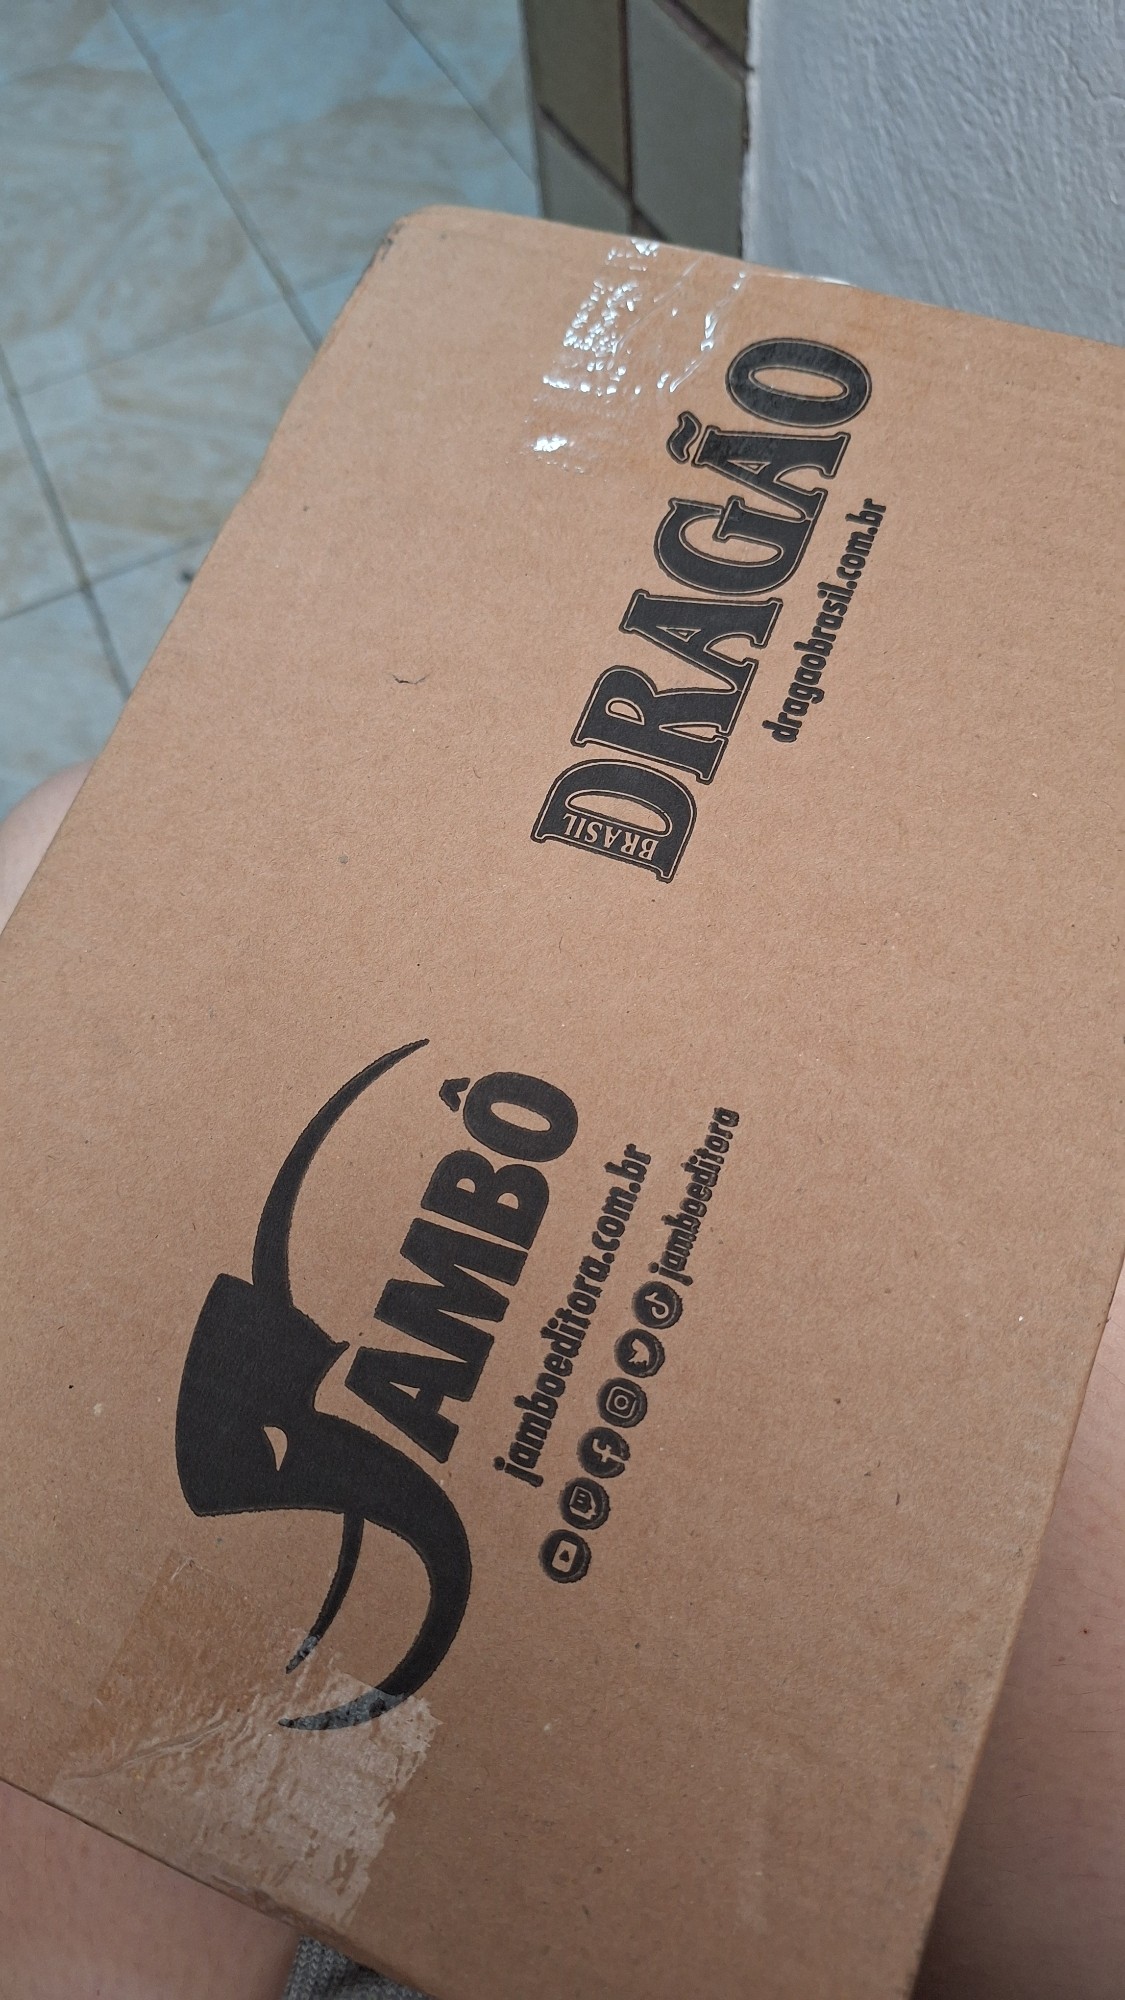 JAMBÔ
jamboeditora.com.br
jamboeditora
BRASIL
DRAGÃO
dragaobrasil.com.br